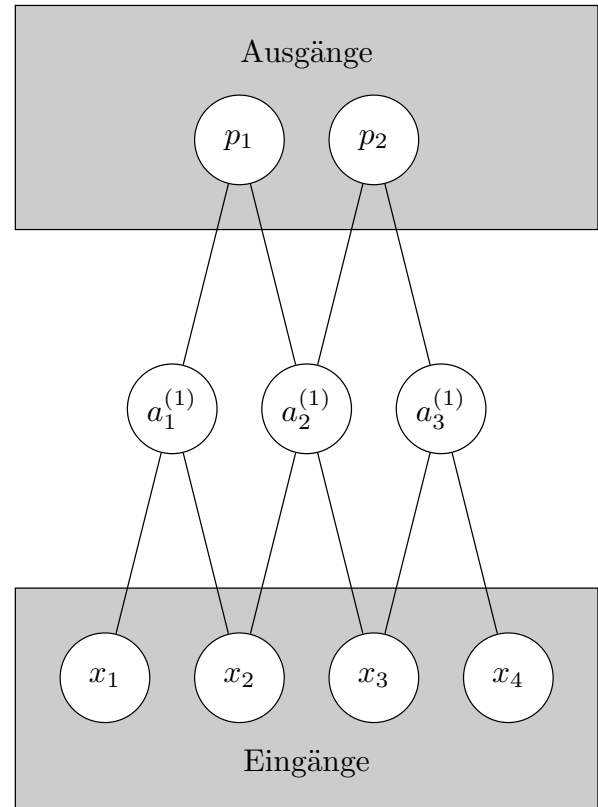 Ausgänge
p₁ p₂
a₁⁽¹⁾ a₂⁽¹⁾ a₃⁽¹⁾
x₁ x₂ x₃ x₄
Eingänge